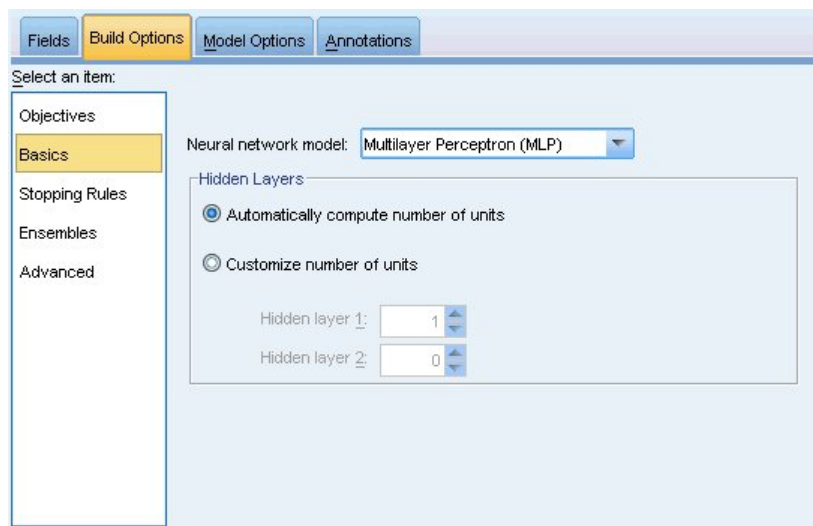 Fields Build Options Model Options Annotations
Select an item:
Objectives
Basics
Stopping Rules
Ensembles
Advanced
Neural network model: Multilayer Perceptron (MLP)
Hidden Layers
Automatically compute number of units
Customize number of units
Hidden layer 1: 1
Hidden layer 2: 0